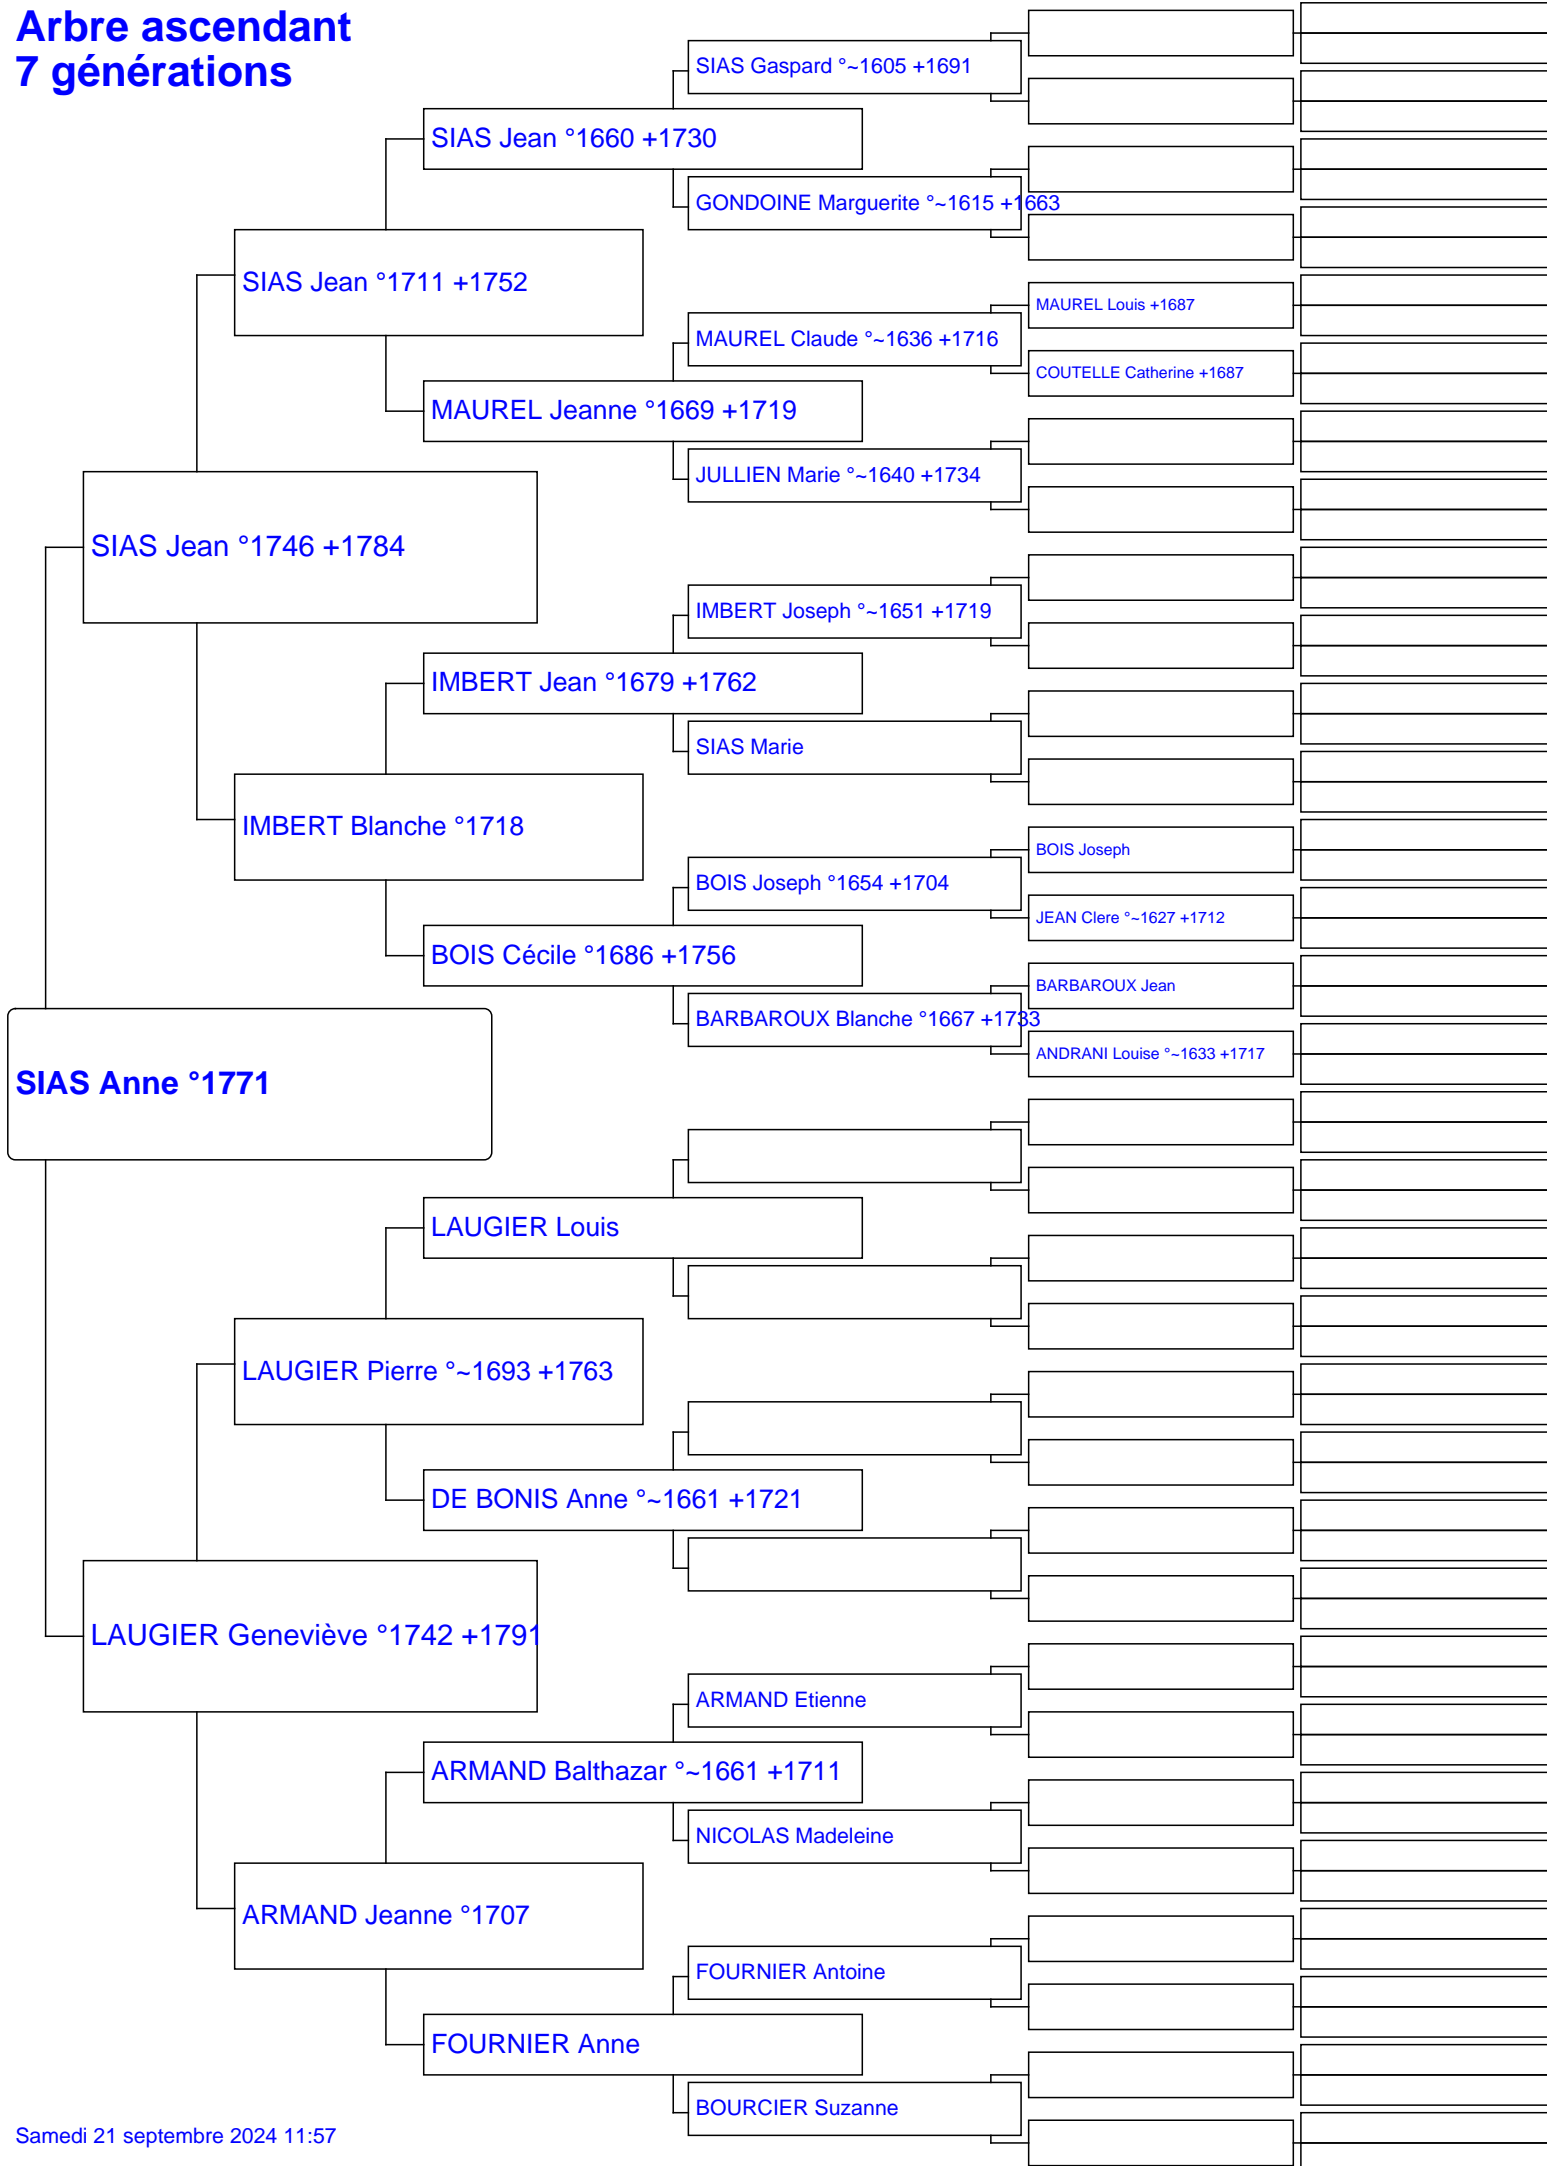 Arbre ascendant
7 générations
SIAS Gaspard °~1605 +1691
SIAS Jean °1660 +1730
GONDOINE Marguerite °~1615 +1663
SIAS Jean °1711 +1752
MAUREL Louis +1687
MAUREL Claude °~1636 +1716
COUTELLE Catherine +1687
MAUREL Jeanne °1669 +1719
JULLIEN Marie °~1640 +1734
SIAS Jean °1746 +1784
IMBERT Joseph °~1651 +1719
IMBERT Jean °1679 +1762
SIAS Marie
IMBERT Blanche °1718
BOIS Joseph
BOIS Joseph °1654 +1704
JEAN Clere °~1627 +1712
BOIS Cécile °1686 +1756
BARBAROUX Jean
BARBAROUX Blanche °1667 +1733
ANDRANI Louise °~1633 +1717
SIAS Anne °1771
LAUGIER Louis
LAUGIER Pierre °~1693 +1763
DE BONIS Anne °~1661 +1721
LAUGIER Geneviève °1742 +1791
ARMAND Etienne
ARMAND Balthazar °~1661 +1711
NICOLAS Madeleine
ARMAND Jeanne °1707
FOURNIER Antoine
FOURNIER Anne
BOURCIER Suzanne
Samedi 21 septembre 2024 11:57